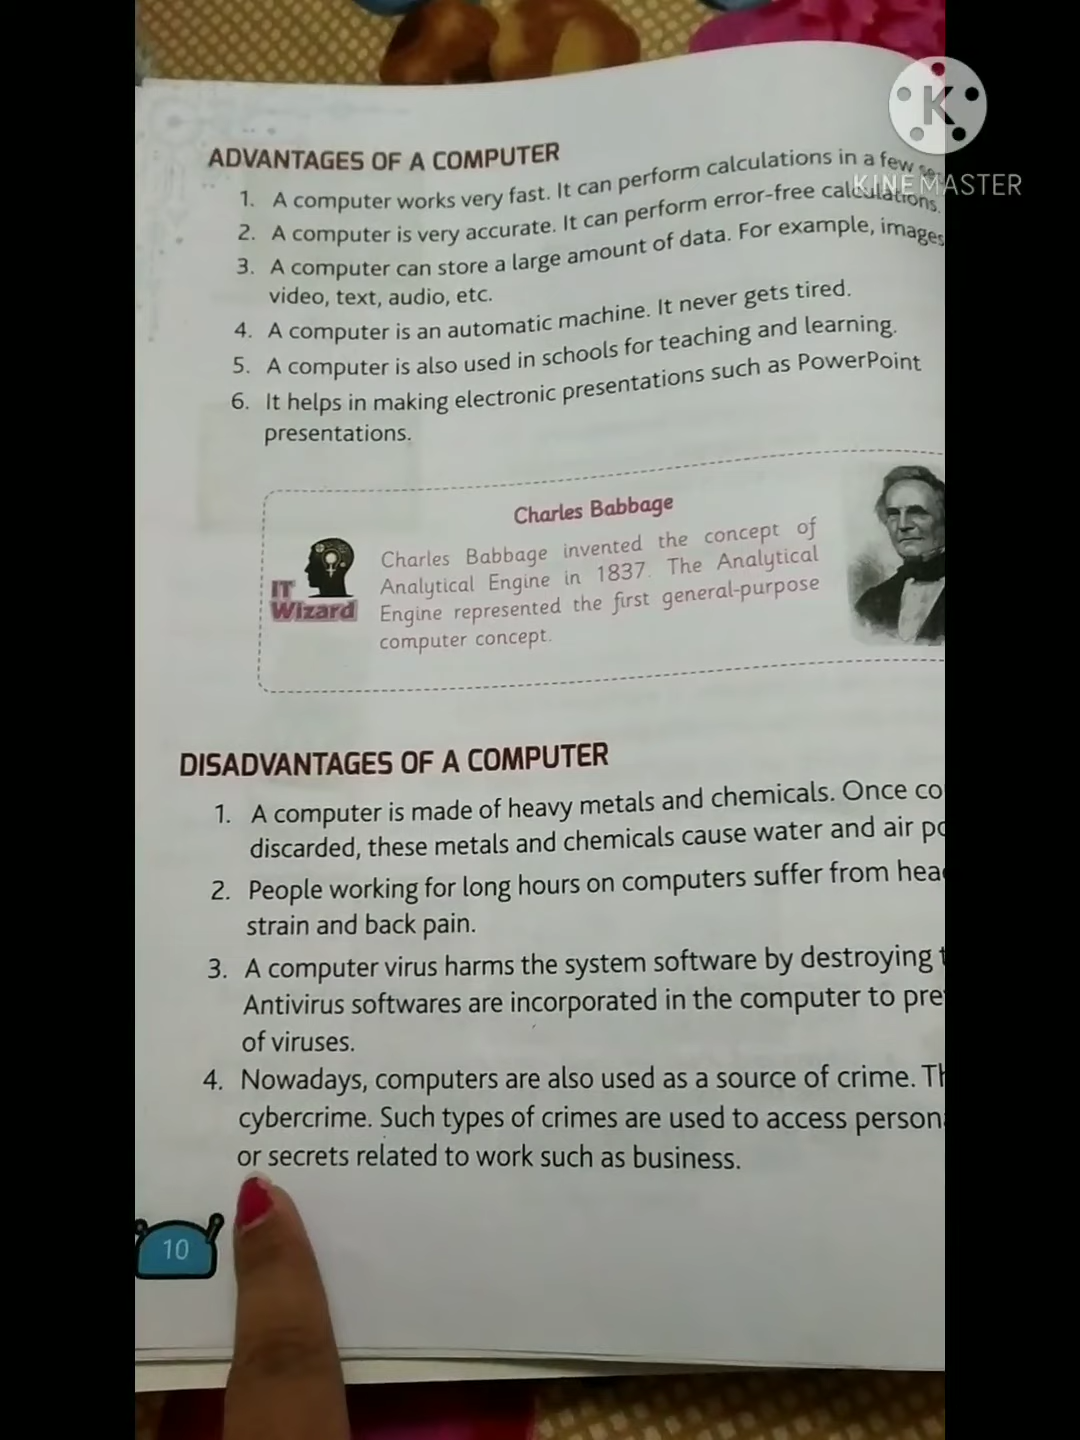 ADVANTAGES OF A COMPUTER
1. A computer works very fast. It can perform calculations in a few
2. A computer is very accurate. It can perform error-free calculations.
3. A computer can store a large amount of data. For example, images
video, text, audio, etc.
4. A computer is an automatic machine. It never gets tired.
5. A computer is also used in schools for teaching and learning.
6. It helps in making electronic presentations such as PowerPoint
presentations.
K
KINEMASTER
Charles Babbage
IT
Wizard
Charles Babbage invented the concept of
Analytical Engine in 1837. The Analytical
Engine represented the first general-purpose
computer concept.
DISADVANTAGES OF A COMPUTER
1. A computer is made of heavy metals and chemicals. Once co
discarded, these metals and chemicals cause water and air po
2. People working for long hours on computers suffer from hea
strain and back pain.
3. A computer virus harms the system software by destroying t
Antivirus softwares are incorporated in the computer to pre
of viruses.
4. Nowadays, computers are also used as a source of crime. Th
cybercrime. Such types of crimes are used to access person
or secrets related to work such as business.
10